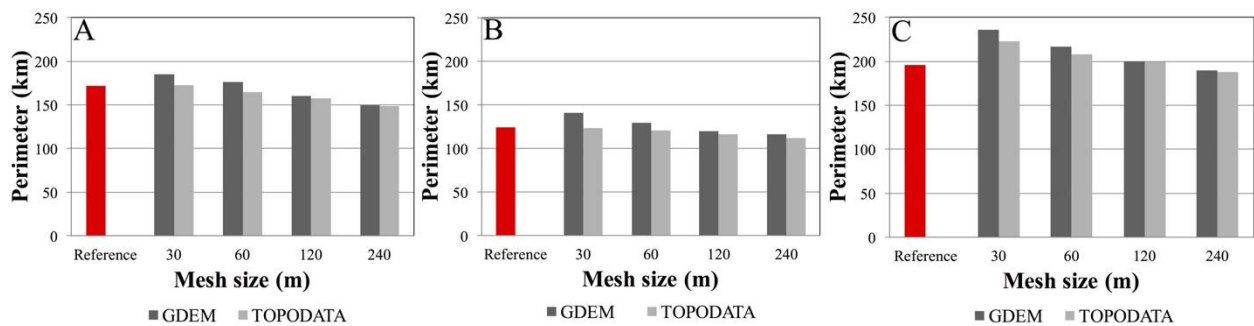 A
Perimeter (km)
250
200
150
100
50
0
Reference 30 60 120 240
Mesh size (m)
GDEM TOPODATA
B
Perimeter (km)
250
200
150
100
50
0
Reference 30 60 120 240
Mesh size (m)
GDEM TOPODATA
C
Perimeter (km)
250
200
150
100
50
0
Reference 30 60 120 240
Mesh size (m)
GDEM TOPODATA